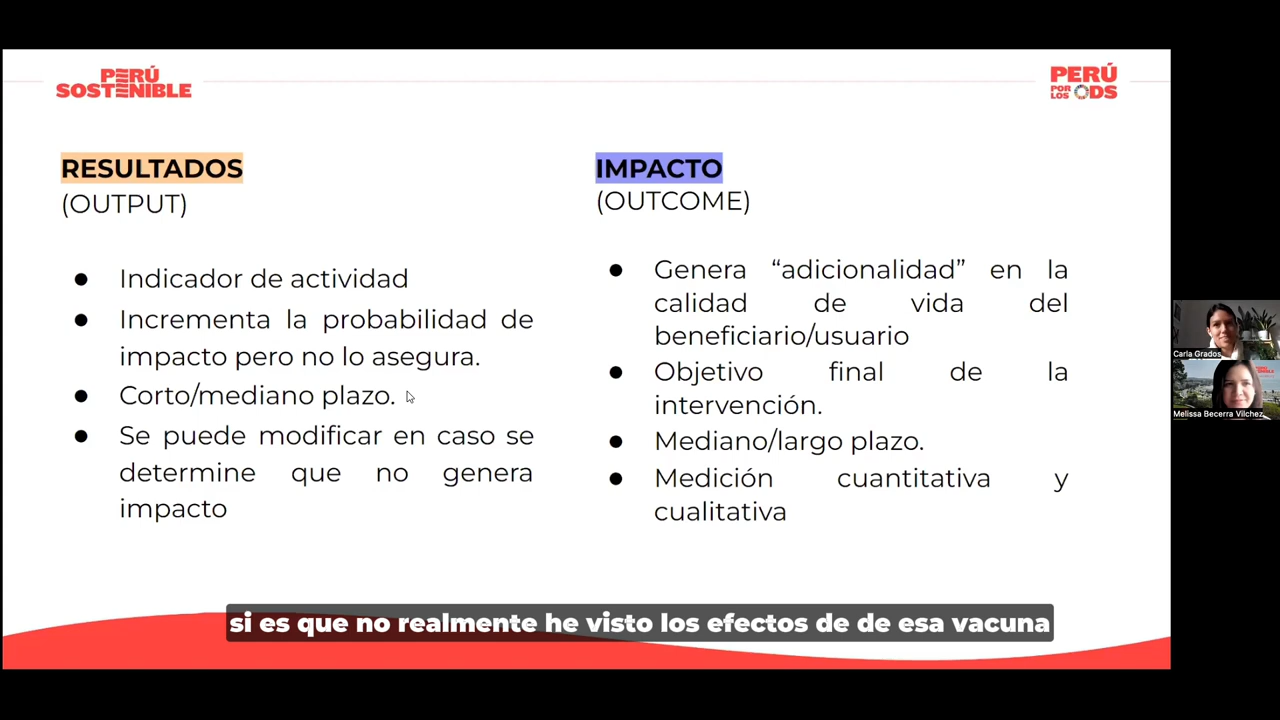 PERÚ
SOSTENIBLE
PERÚ
POR
LOS ODS
RESULTADOS
(OUTPUT)
● Indicador de actividad
● Incrementa la probabilidad de
impacto pero no lo asegura.
● Corto/mediano plazo.
● Se puede modificar en caso se
determine que no genera
impacto
IMPACTO
(OUTCOME)
● Genera “adicionalidad” en la
calidad de vida del
beneficiario/usuario
● Objetivo final de la
intervención.
● Mediano/largo plazo.
● Medición cuantitativa y
cualitativa
Carla Grados
Melissa Becerra Vilchez
si es que no realmente he visto los efectos de de esa vacuna